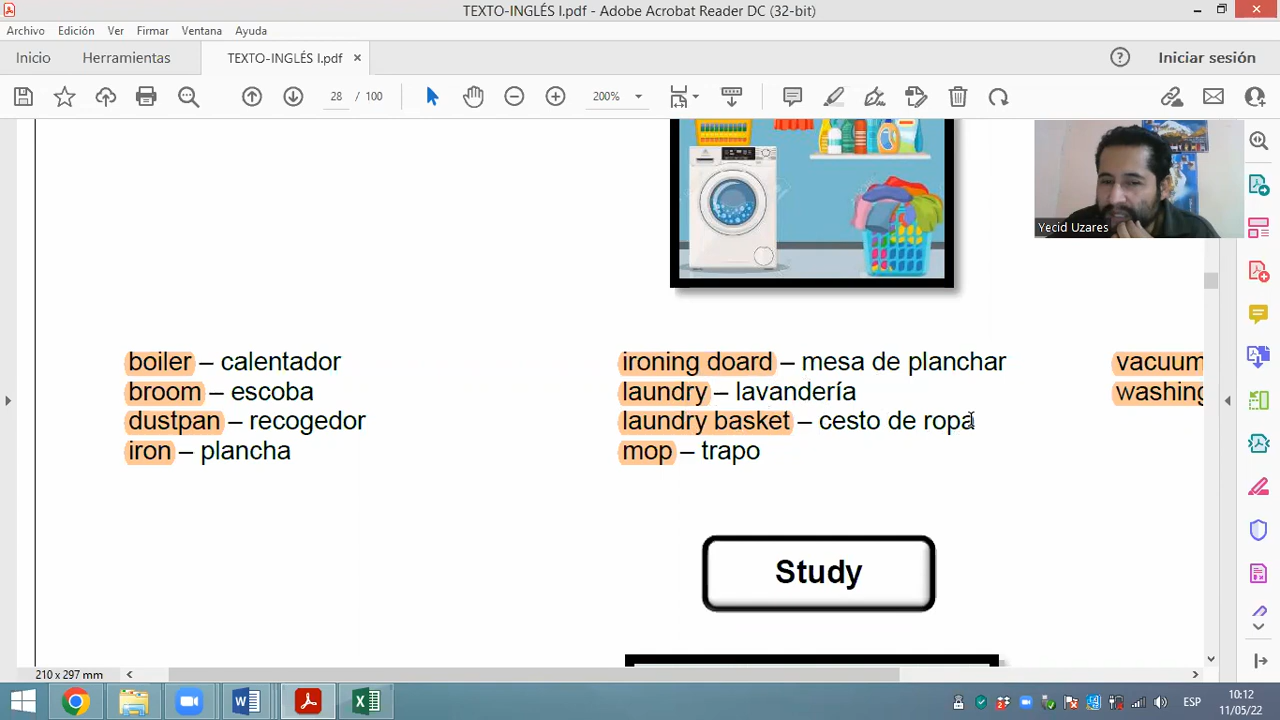 TEXTO-INGLÉS I.pdf - Adobe Acrobat Reader DC (32-bit)
Archivo Edición Ver Firmar Ventana Ayuda
Inicio Herramientas TEXTO-INGLÉS I.pdf × Iniciar sesión
28 / 100 200%
Yecid Uzares
boiler – calentador
broom – escoba
dustpan – recogedor
iron – plancha
ironing doard – mesa de planchar
laundry – lavandería
laundry basket – cesto de ropa
mop – trapo
vacuum
washing
Study
210 x 297 mm
ESP
10:12
11/05/22